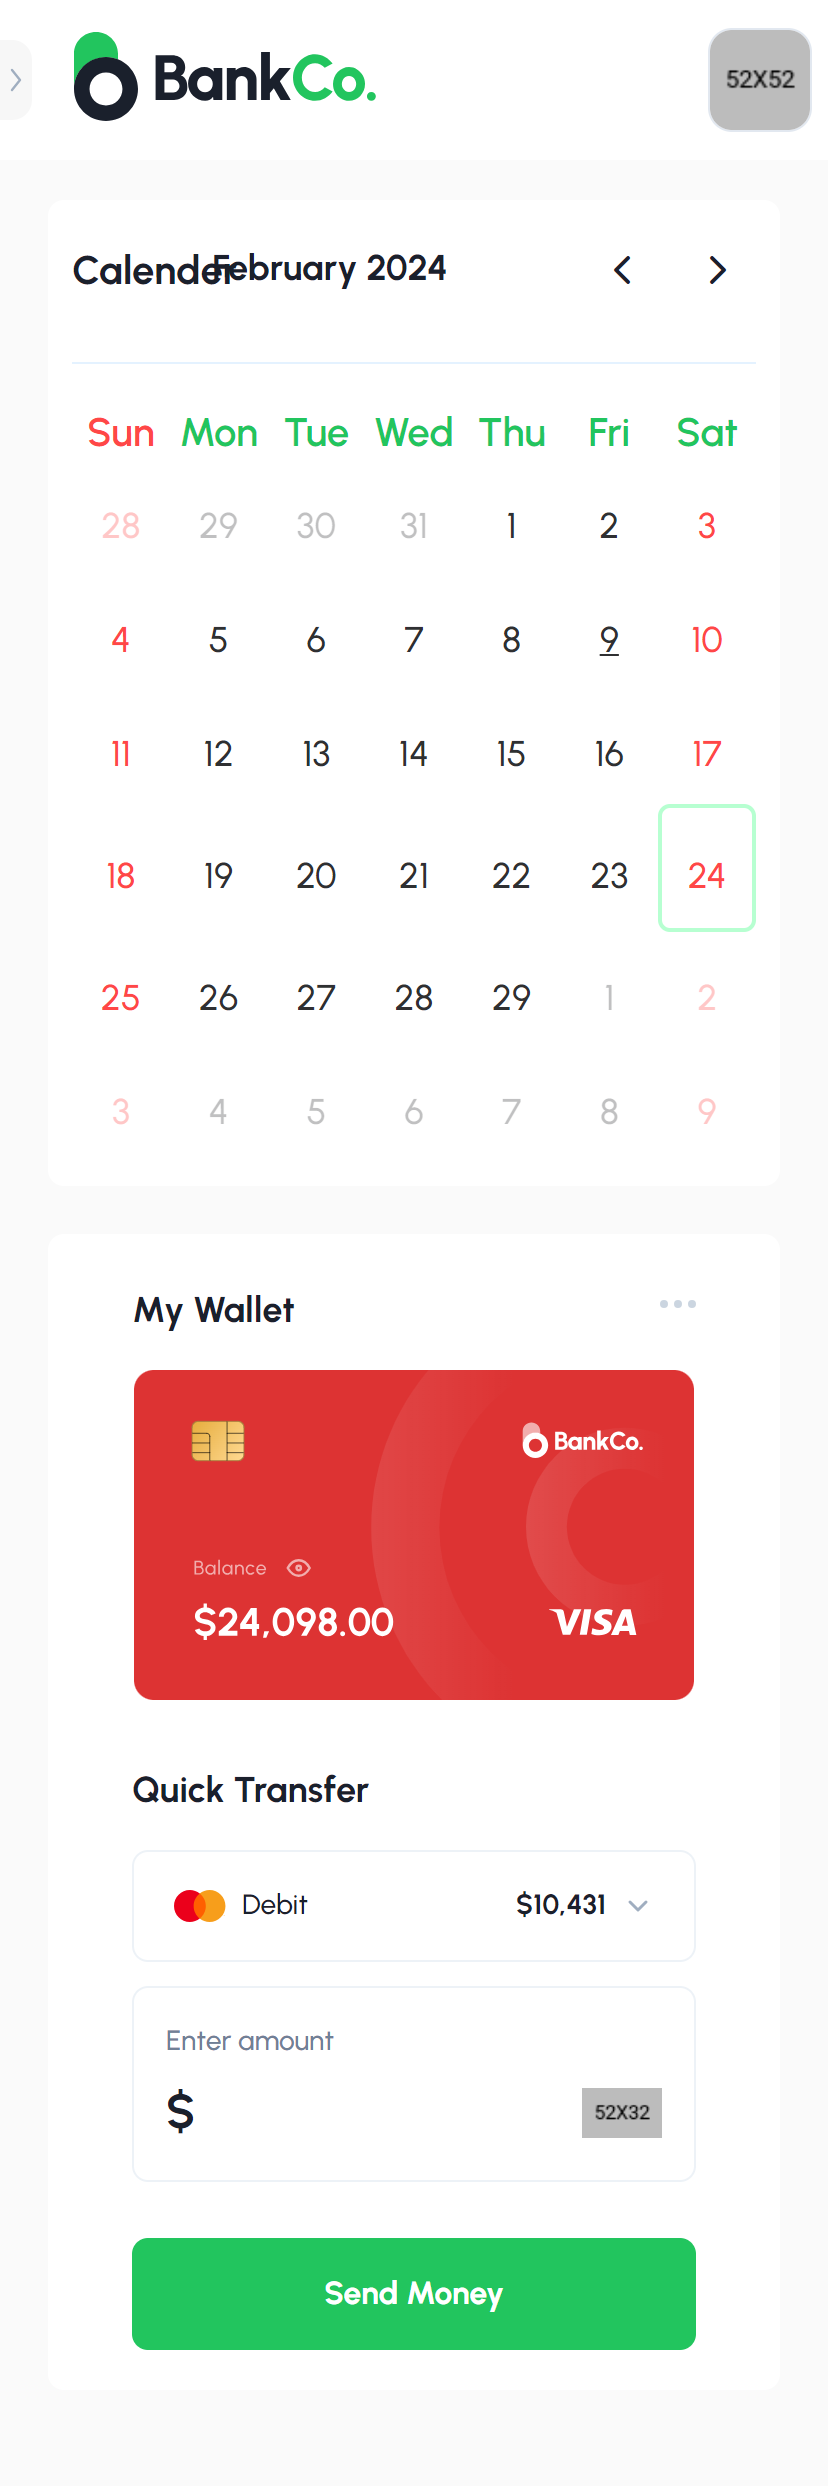 BankCo.
52X52
Calender
February 2024
Sun Mon Tue Wed Thu Fri Sat
28 29 30 31 1 2 3
4 5 6 7 8 9 10
11 12 13 14 15 16 17
18 19 20 21 22 23 24
25 26 27 28 29 1 2
3 4 5 6 7 8 9
My Wallet
BankCo.
Balance
$24,098.00
VISA
Quick Transfer
Debit $10,431
Enter amount
$
52X32
Send Money